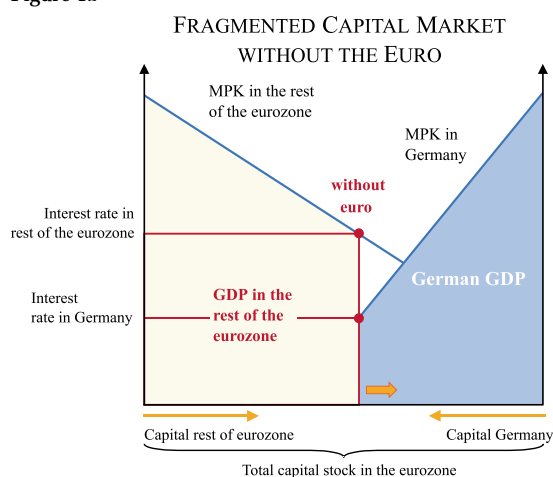 FRAGMENTED CAPITAL MARKET
WITHOUT THE EURO
MPK in the rest
of the eurozone
MPK in
Germany
without
euro
Interest rate in
rest of the eurozone
German GDP
Interest
rate in Germany
GDP in the
rest of the
eurozone
Capital rest of eurozone
Capital Germany
Total capital stock in the eurozone